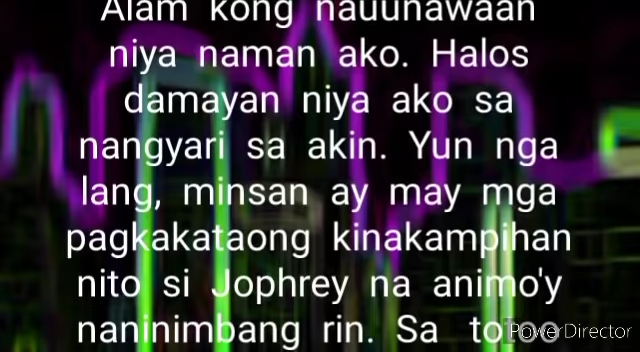 Alam kong nauunawaan
niya naman ako. Halos
damayan niya ako sa
nangyari sa akin. Yun nga
lang, minsan ay may mga
pagkakataong kinakampihan
nito si Jophrey na animo'y
naninimbang rin. Sa
PowerDirector